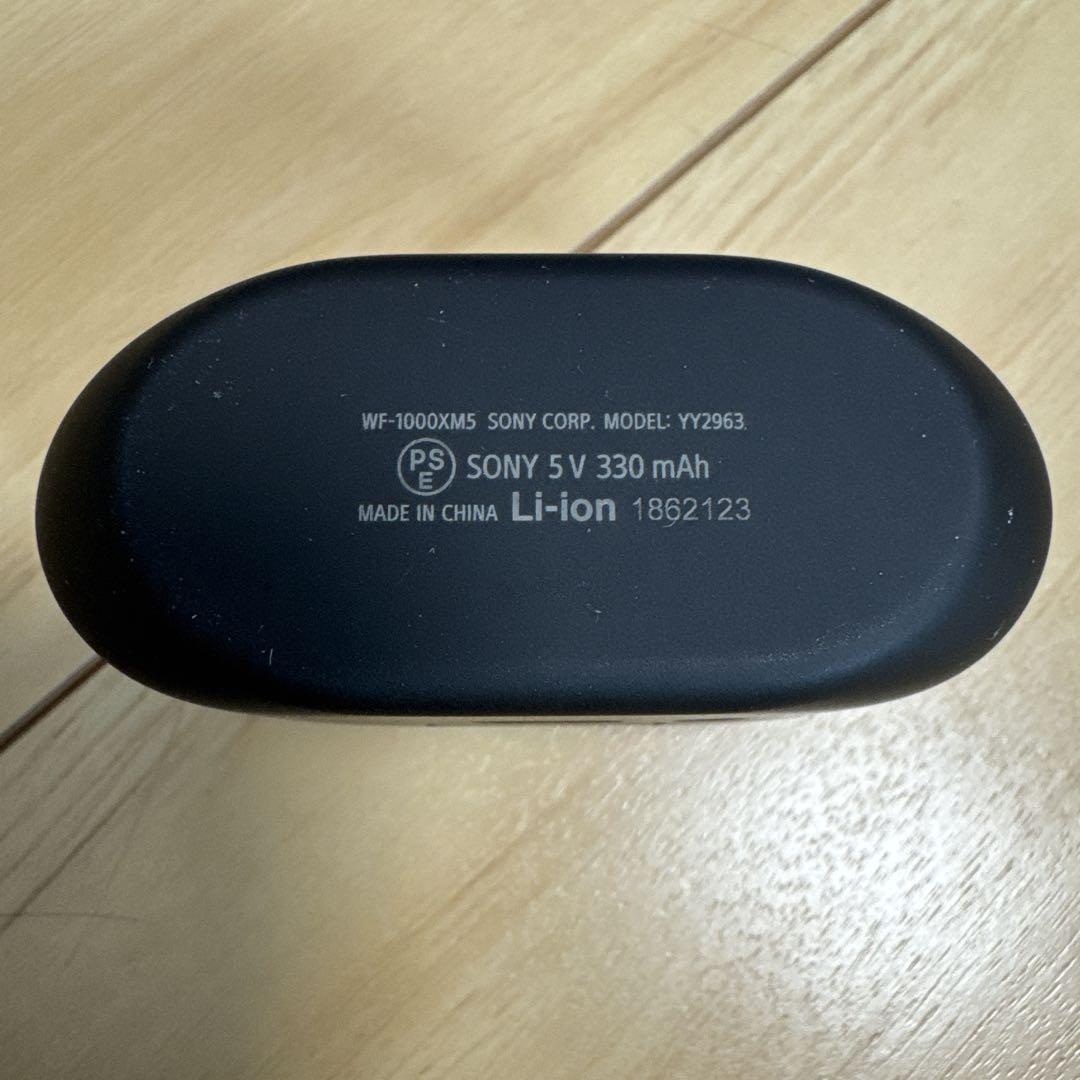 WF-1000XM5 SONY CORP. MODEL: YY2963
PSE SONY 5 V 330 mAh
MADE IN CHINA Li-ion 1862123